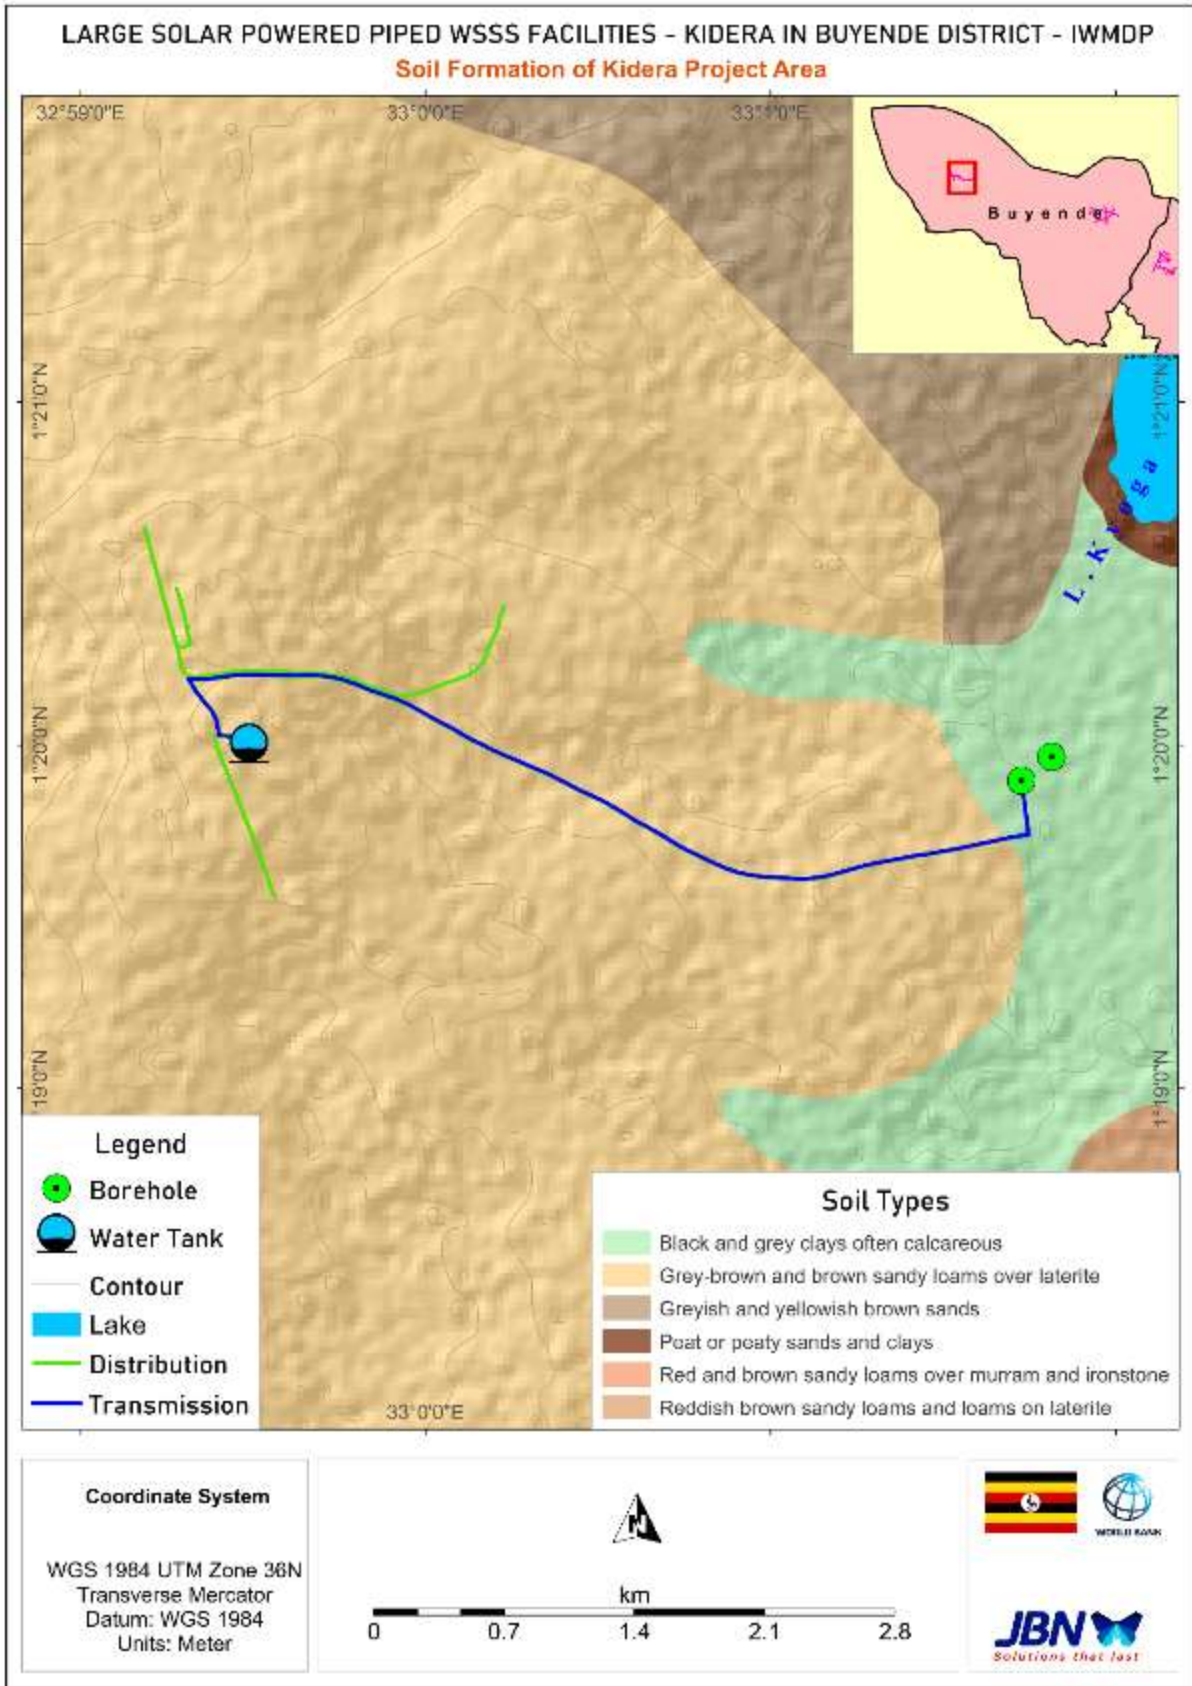 LARGE SOLAR POWERED PIPED WSSS FACILITIES - KIDERA IN BUYENDE DISTRICT - IWMDP
Soil Formation of Kidera Project Area
32°59'0"E
33°0'0"E
33°1'0"E
Buyende
1°21'0"N
1°21'0"N
L. Kyoga
1°20'0"N
1°20'0"N
1°19'0"N
1°19'0"N
Legend
Borehole
Water Tank
Contour
Lake
Distribution
Transmission
33°0'0"E
Soil Types
Black and grey clays often calcareous
Grey-brown and brown sandy loams over laterite
Greyish and yellowish brown sands
Peat or peaty sands and clays
Red and brown sandy loams over murram and ironstone
Reddish brown sandy loams and loams on laterite
Coordinate System
WGS 1984 UTM Zone 36N
Transverse Mercator
Datum: WGS 1984
Units: Meter
N
km
0 0.7 1.4 2.1 2.8
WORLD BANK
JBN
Solutions that last